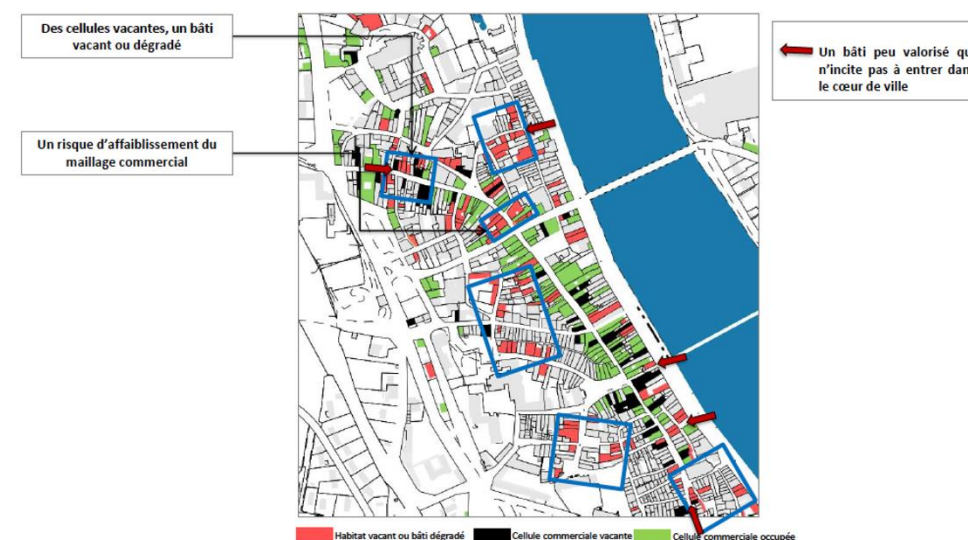 Des cellules vacantes, un bâti
vacant ou dégradé
Un risque d'affaiblissement du
maillage commercial
Un bâti peu valorisé qu
n'incite pas à entrer dan
le cœur de ville
Habitat vacant ou bâti dégradé
Cellule commerciale vacante
Cellule commerciale occupée